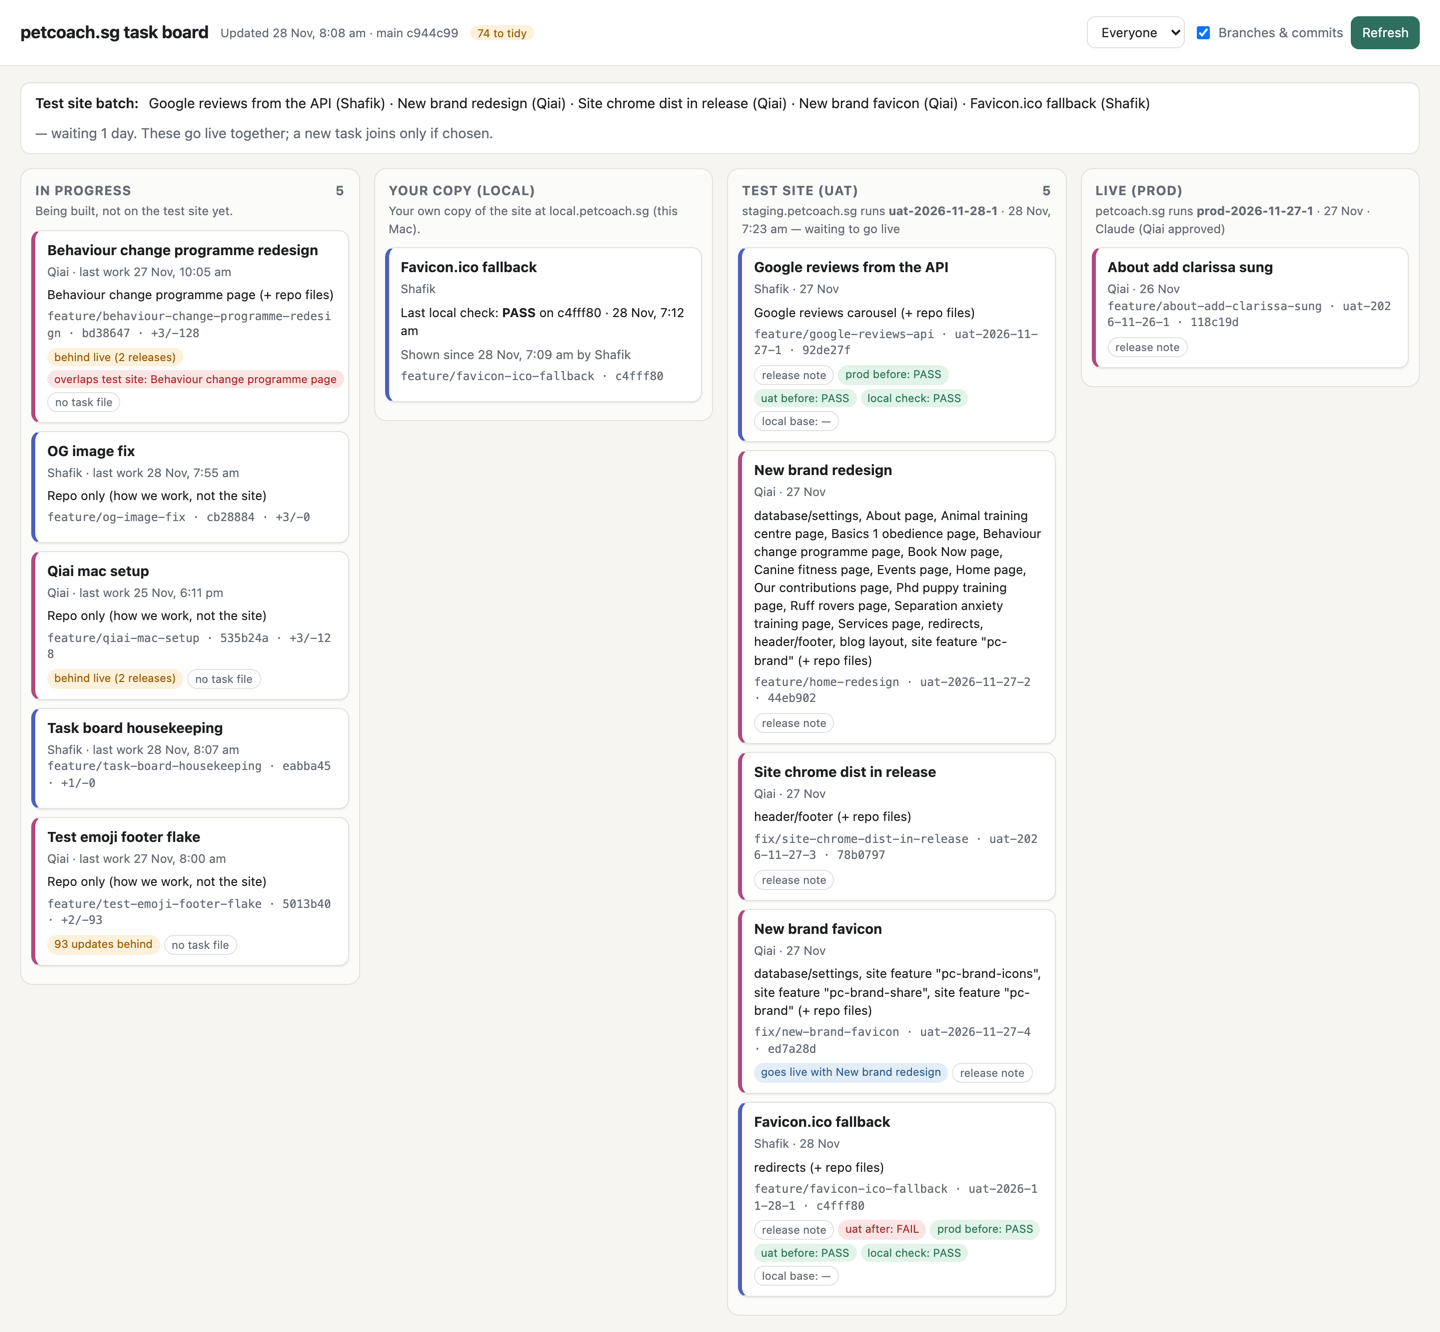 petcoach.sg task board
Updated 28 Nov, 8:08 am · main c944c99
74 to tidy
Everyone
Branches & commits
Refresh
Test site batch: Google reviews from the API (Shafik) · New brand redesign (Qiai) · Site chrome dist in release (Qiai) · New brand favicon (Qiai) · Favicon.ico fallback (Shafik)
— waiting 1 day. These go live together; a new task joins only if chosen.
IN PROGRESS 5
Being built, not on the test site yet.
Behaviour change programme redesign
Qiai · last work 27 Nov, 10:05 am
Behaviour change programme page (+ repo files)
feature/behaviour-change-programme-redesi
gn · bd38647 · +3/-128
behind live (2 releases)
overlaps test site: Behaviour change programme page
no task file
OG image fix
Shafik · last work 28 Nov, 7:55 am
Repo only (how we work, not the site)
feature/og-image-fix · cb28884 · +3/-0
Qiai mac setup
Qiai · last work 25 Nov, 6:11 pm
Repo only (how we work, not the site)
feature/qiai-mac-setup · 535b24a · +3/-12
8
behind live (2 releases) no task file
Task board housekeeping
Shafik · last work 28 Nov, 8:07 am
feature/task-board-housekeeping · eabba45
· +1/-0
Test emoji footer flake
Qiai · last work 27 Nov, 8:00 am
Repo only (how we work, not the site)
feature/test-emoji-footer-flake · 5013b40
· +2/-93
93 updates behind no task file
YOUR COPY (LOCAL)
Your own copy of the site at local.petcoach.sg (this
Mac).
Favicon.ico fallback
Shafik
Last local check: PASS on c4fff80 · 28 Nov, 7:12
am
Shown since 28 Nov, 7:09 am by Shafik
feature/favicon-ico-fallback · c4fff80
TEST SITE (UAT) 5
staging.petcoach.sg runs uat-2026-11-28-1 · 28 Nov,
7:23 am — waiting to go live
Google reviews from the API
Shafik · 27 Nov
Google reviews carousel (+ repo files)
feature/google-reviews-api · uat-2026-11-
27-1 · 92de27f
release note prod before: PASS
uat before: PASS local check: PASS
local base: —
New brand redesign
Qiai · 27 Nov
database/settings, About page, Animal training
centre page, Basics 1 obedience page, Behaviour
change programme page, Book Now page,
Canine fitness page, Events page, Home page,
Our contributions page, Phd puppy training
page, Ruff rovers page, Separation anxiety
training page, Services page, redirects,
header/footer, blog layout, site feature "pc-
brand" (+ repo files)
feature/home-redesign · uat-2026-11-27-2
· 44eb902
release note
Site chrome dist in release
Qiai · 27 Nov
header/footer (+ repo files)
fix/site-chrome-dist-in-release · uat-202
6-11-27-3 · 78b0797
release note
New brand favicon
Qiai · 27 Nov
database/settings, site feature "pc-brand-icons",
site feature "pc-brand-share", site feature "pc-
brand" (+ repo files)
fix/new-brand-favicon · uat-2026-11-27-4
· ed7a28d
goes live with New brand redesign release note
Favicon.ico fallback
Shafik · 28 Nov
redirects (+ repo files)
feature/favicon-ico-fallback · uat-2026-1
1-28-1 · c4fff80
release note uat after: FAIL prod before: PASS
uat before: PASS local check: PASS
local base: —
LIVE (PROD)
petcoach.sg runs prod-2026-11-27-1 · 27 Nov ·
Claude (Qiai approved)
About add clarissa sung
Qiai · 26 Nov
feature/about-add-clarissa-sung · uat-202
6-11-26-1 · 118c19d
release note